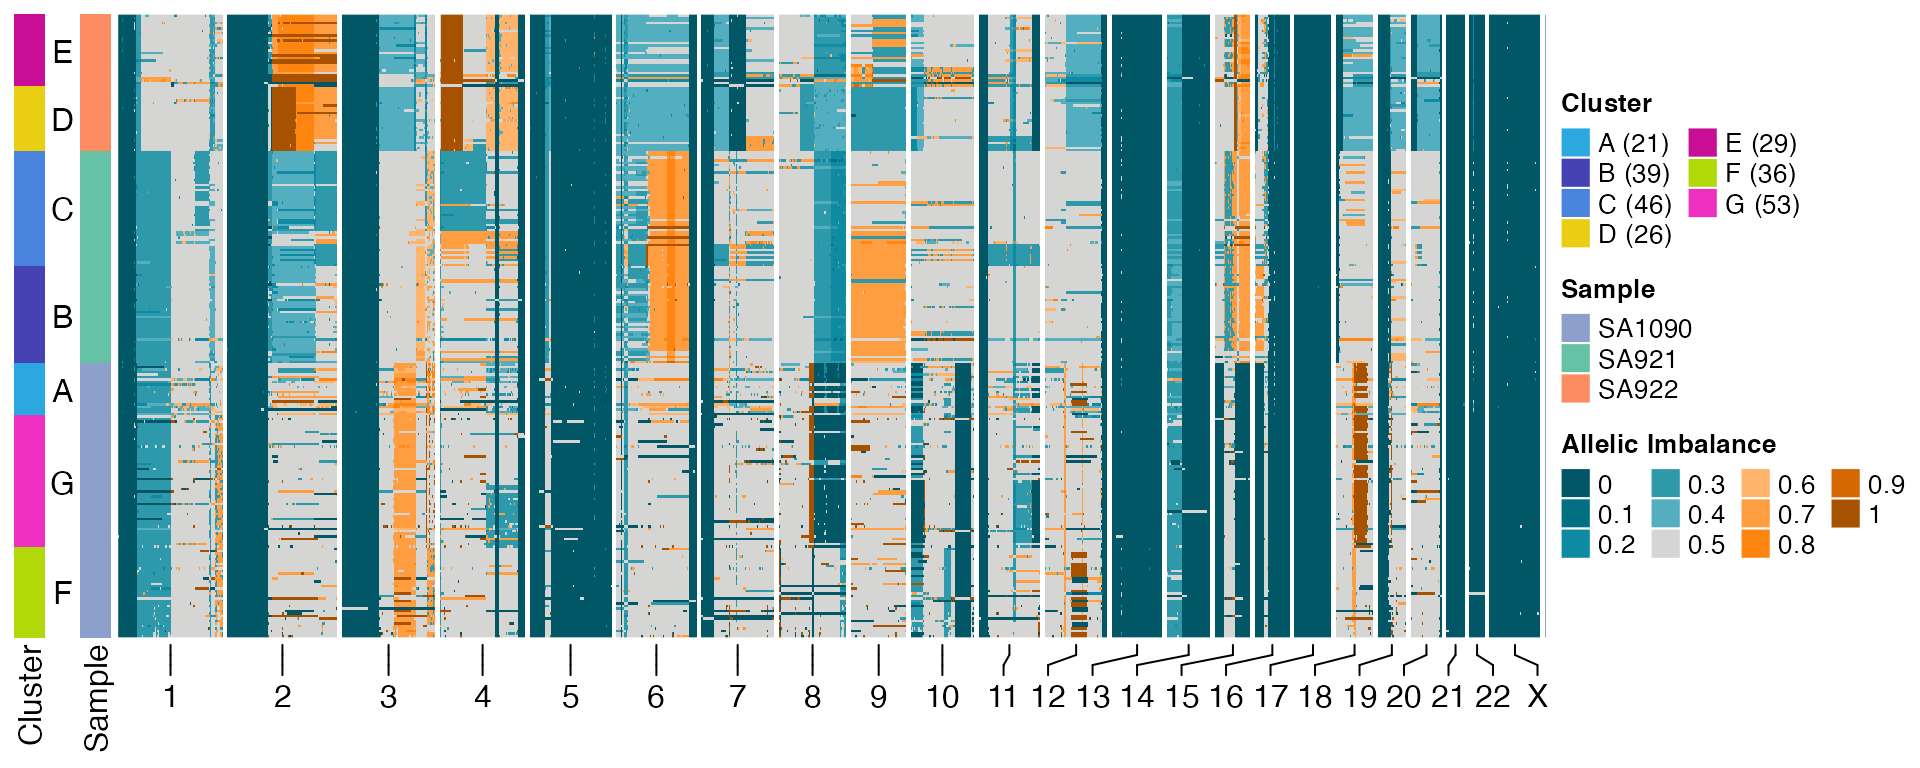 E
D
C
B
A
G
F
Cluster
Sample
1
2
3
4
5
6
7
8
9
10
11
12
13
14
15
16
17
18
19
20
21
22
X
Cluster
A (21)
B (39)
C (46)
D (26)
E (29)
F (36)
G (53)
Sample
SA1090
SA921
SA922
Allelic Imbalance
0
0.1
0.2
0.3
0.4
0.5
0.6
0.7
0.8
0.9
1